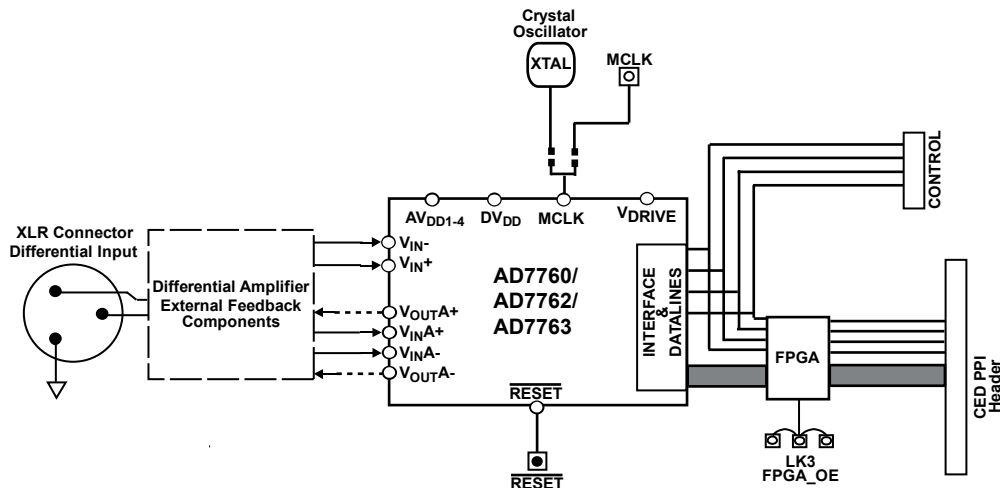 Crystal
Oscillator
XTAL
MCLK
CONTROL
AVDD1-4
DVDD
MCLK
VDRIVE
XLR Connector
Differential Input
VIN-
VIN+
Differential Amplifier
External Feedback
Components
VOUTA+
VINA+
VINA-
VOUTA-
AD7760/
AD7762/
AD7763
INTERFACE
&
DATALINES
FPGA
CED PPI
Header
RESET
RESET
LK3
FPGA_OE